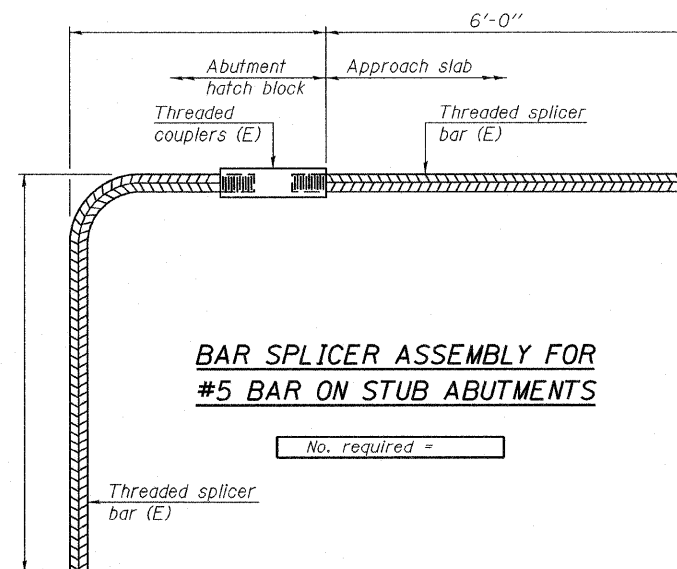 6'-0"
Abutment
hatch block
Approach slab
Threaded
couplers (E)
Threaded splicer
bar (E)
BAR SPLICER ASSEMBLY FOR
#5 BAR ON STUB ABUTMENTS
No. required =
Threaded splicer
bar (E)